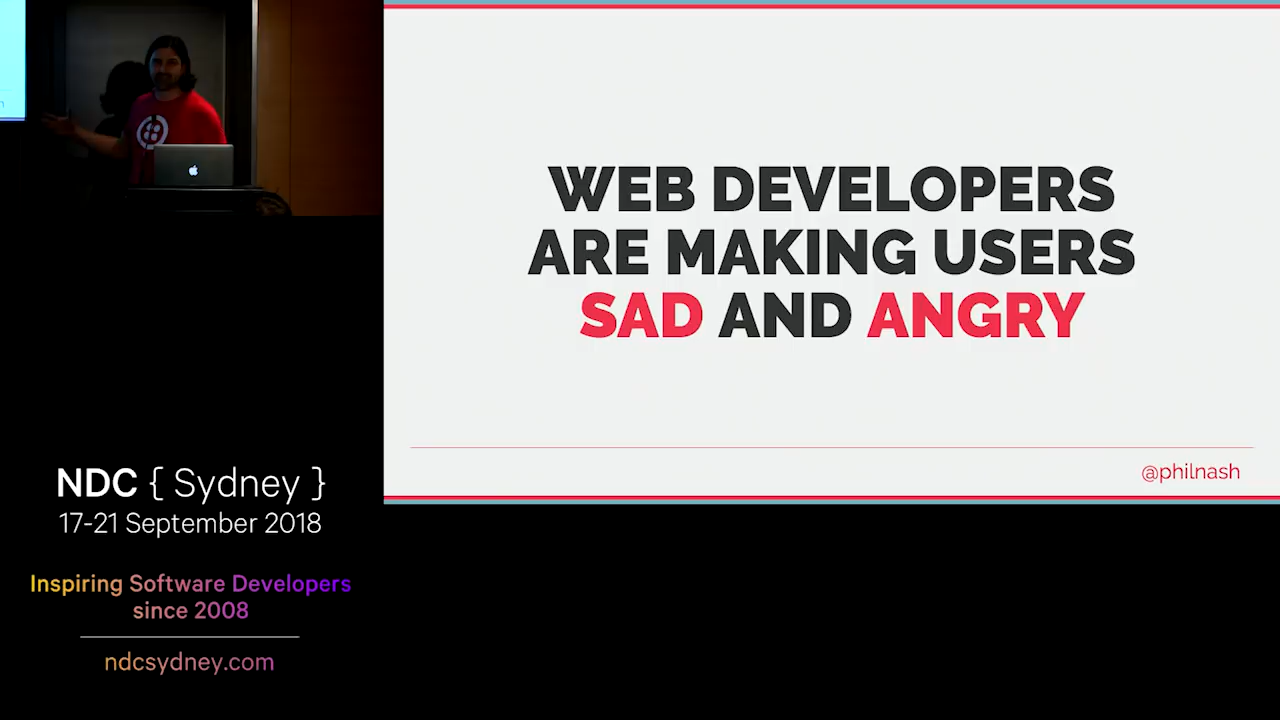 WEB DEVELOPERS
ARE MAKING USERS
SAD AND ANGRY
@philnash
NDC { Sydney }
17-21 September 2018
Inspiring Software Developers
since 2008
ndcsydney.com